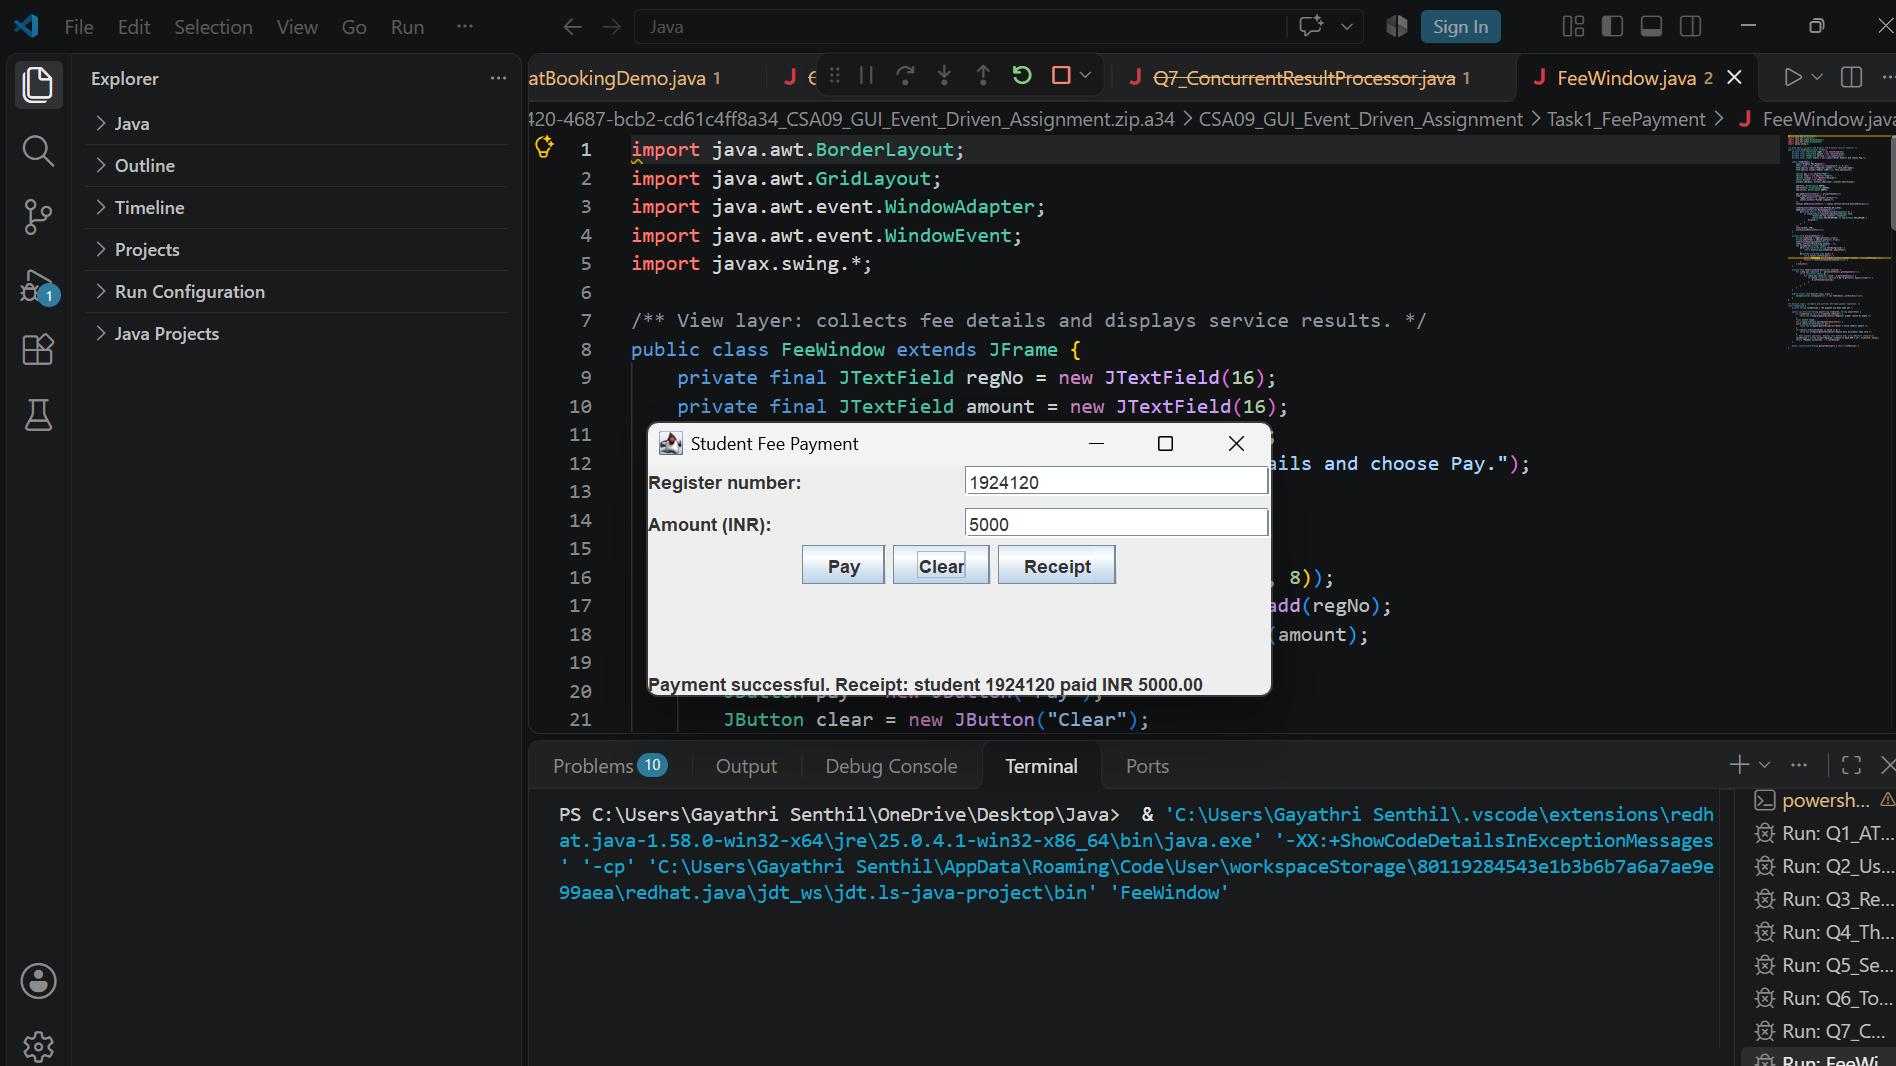 File Edit Selection View Go Run ···
Java
Sign In
Explorer
Java
Outline
Timeline
Projects
Run Configuration
Java Projects
1
atBookingDemo.java 1
Q7_ConcurrentResultProcessor.java 1
FeeWindow.java 2
420-4687-bcb2-cd61c4ff8a34_CSA09_GUI_Event_Driven_Assignment.zip.a34 > CSA09_GUI_Event_Driven_Assignment > Task1_FeePayment > FeeWindow.java
1 import java.awt.BorderLayout;
2 import java.awt.GridLayout;
3 import java.awt.event.WindowAdapter;
4 import java.awt.event.WindowEvent;
5 import javax.swing.*;
6
7 /** View layer: collects fee details and displays service results. */
8 public class FeeWindow extends JFrame {
9 private final JTextField regNo = new JTextField(16);
10 private final JTextField amount = new JTextField(16);
11 ;
12 ails and choose Pay.");
13
14
15
16 , 8));
17 add(regNo);
18 (amount);
19
20 JButton pay = new JButton("Pay");
21 JButton clear = new JButton("Clear");
Student Fee Payment
Register number: 1924120
Amount (INR): 5000
Pay Clear Receipt
Payment successful. Receipt: student 1924120 paid INR 5000.00
Problems 10 Output Debug Console Terminal Ports
PS C:\Users\Gayathri Senthil\OneDrive\Desktop\Java> & 'C:\Users\Gayathri Senthil\.vscode\extensions\redh
at.java-1.58.0-win32-x64\jre\25.0.4.1-win32-x86_64\bin\java.exe' '-XX:+ShowCodeDetailsInExceptionMessages
' '-cp' 'C:\Users\Gayathri Senthil\AppData\Roaming\Code\User\workspaceStorage\80119284543e1b3b6b7a6a7ae9e
99aea\redhat.java\jdt_ws\jdt.ls-java-project\bin' 'FeeWindow'
powersh...
Run: Q1_AT...
Run: Q2_Us...
Run: Q3_Re...
Run: Q4_Th...
Run: Q5_Se...
Run: Q6_To...
Run: Q7_C...
Run: FeeWi...